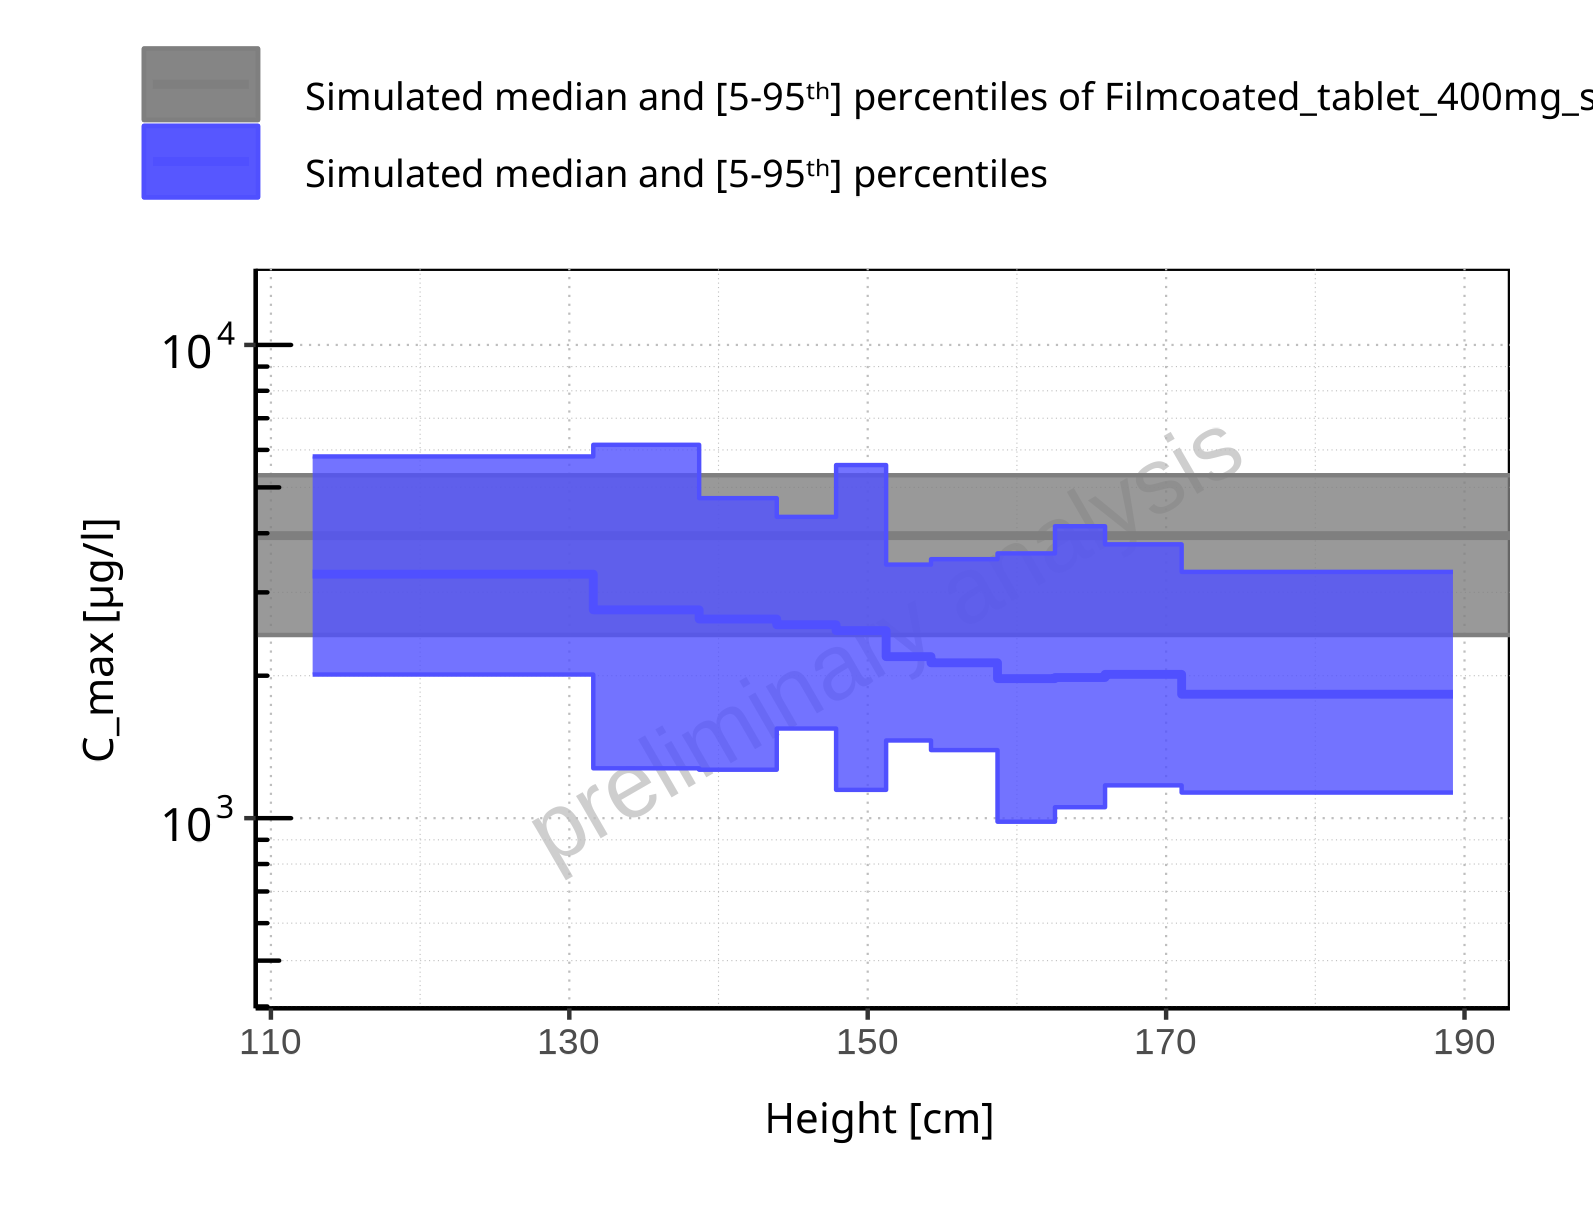 Simulated median and [5-95th] percentiles of Filmcoated_tablet_400mg_s
Simulated median and [5-95th] percentiles
10^4
10^3
C_max [µg/l]
preliminary analysis
110 130 150 170 190
Height [cm]